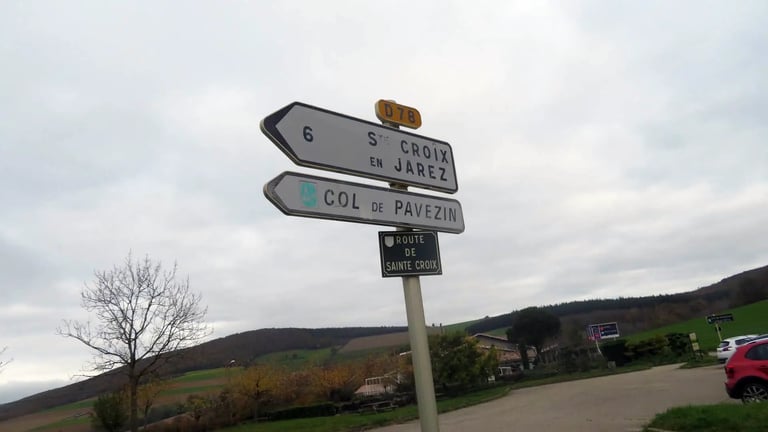 D78
6 Ste CROIX
EN JAREZ
COL DE PAVEZIN
ROUTE
DE
SAINTE CROIX